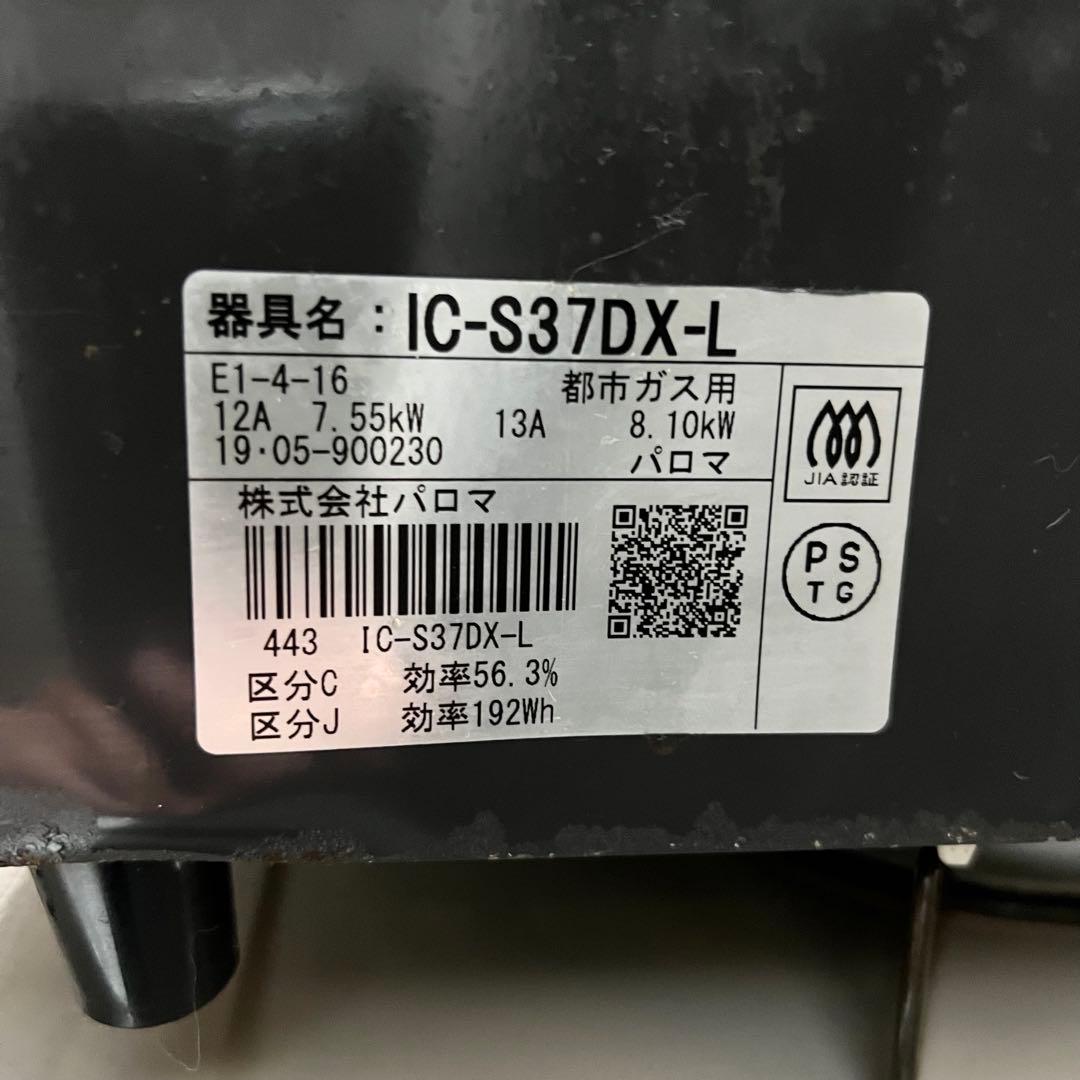 器具名：IC-S37DX-L
E1-4-16 都市ガス用
12A 7.55kW 13A 8.10kW
19・05-900230 パロマ
JIA認証
株式会社パロマ
PS
TG
443 IC-S37DX-L
区分C 効率56.3%
区分J 効率192Wh